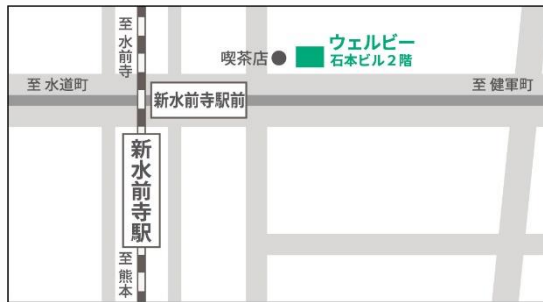 至水前寺
喫茶店
ウェルビー
石本ビル２階
至 水道町
至 健軍町
新水前寺駅前
新水前寺駅
至熊本